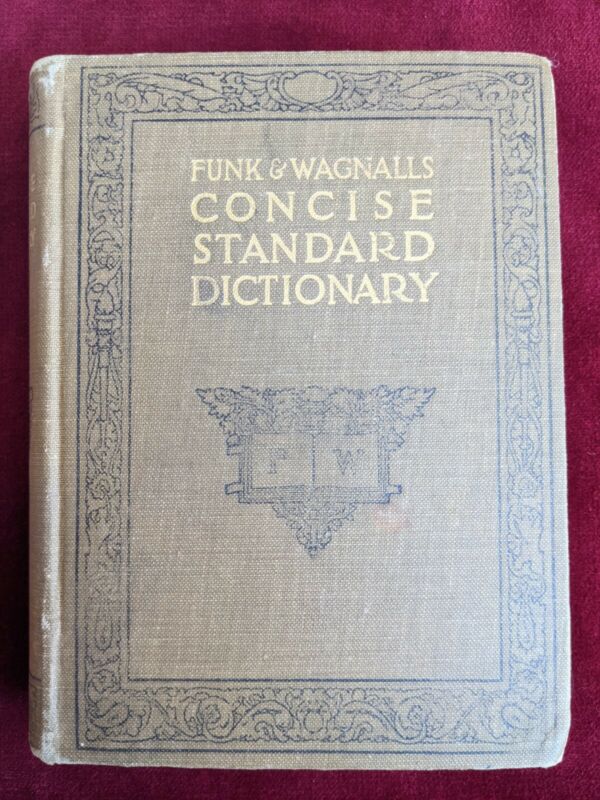 FUNK & WAGNALLS
CONCISE
STANDARD
DICTIONARY
F W